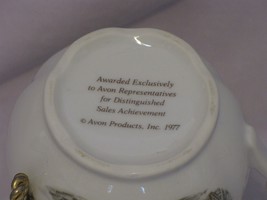 Awarded Exclusively
to Avon Representatives
for Distinguished
Sales Achievement
© Avon Products, Inc. 1977